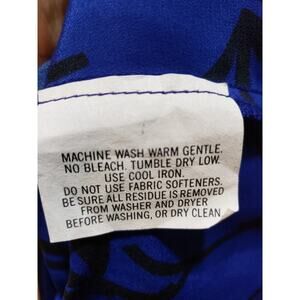 MACHINE WASH WARM GENTLE.
NO BLEACH. TUMBLE DRY LOW.
USE COOL IRON.
DO NOT USE FABRIC SOFTENERS.
BE SURE ALL RESIDUE IS REMOVED
FROM WASHER AND DRYER
BEFORE WASHING, OR DRY CLEAN